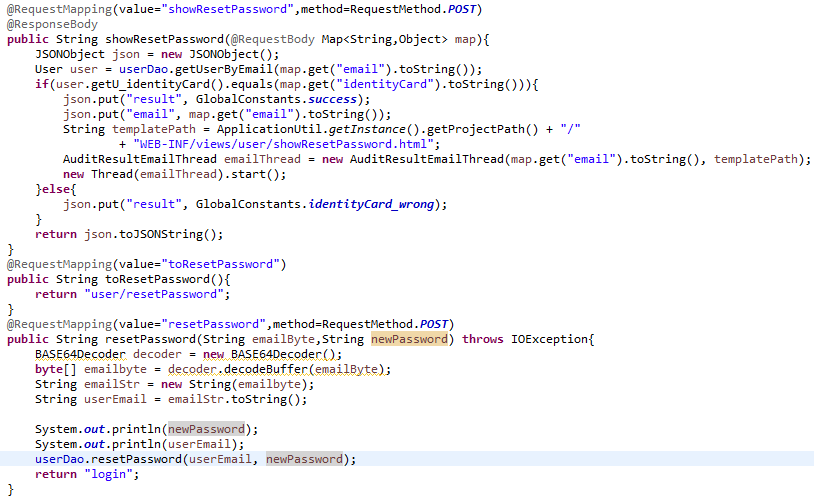 @RequestMapping(value="showResetPassword",method=RequestMethod.POST)
@ResponseBody
public String showResetPassword(@RequestBody Map<String,Object> map){
JSONObject json = new JSONObject();
User user = userDao.getUserByEmail(map.get("email").toString());
if(user.getU_identityCard().equals(map.get("identityCard").toString())){
json.put("result", GlobalConstants.success);
json.put("email", map.get("email").toString());
String templatePath = ApplicationUtil.getInstance().getProjectPath() + "/"
+ "WEB-INF/views/user/showResetPassword.html";
AuditResultEmailThread emailThread = new AuditResultEmailThread(map.get("email").toString(), templatePath);
new Thread(emailThread).start();
}else{
json.put("result", GlobalConstants.identityCard_wrong);
}
return json.toJSONString();
}
@RequestMapping(value="toResetPassword")
public String toResetPassword(){
return "user/resetPassword";
}
@RequestMapping(value="resetPassword",method=RequestMethod.POST)
public String resetPassword(String emailByte,String newPassword) throws IOException{
BASE64Decoder decoder = new BASE64Decoder();
byte[] emailbyte = decoder.decodeBuffer(emailByte);
String emailStr = new String(emailbyte);
String userEmail = emailStr.toString();
System.out.println(newPassword);
System.out.println(userEmail);
userDao.resetPassword(userEmail, newPassword);
return "login";
}